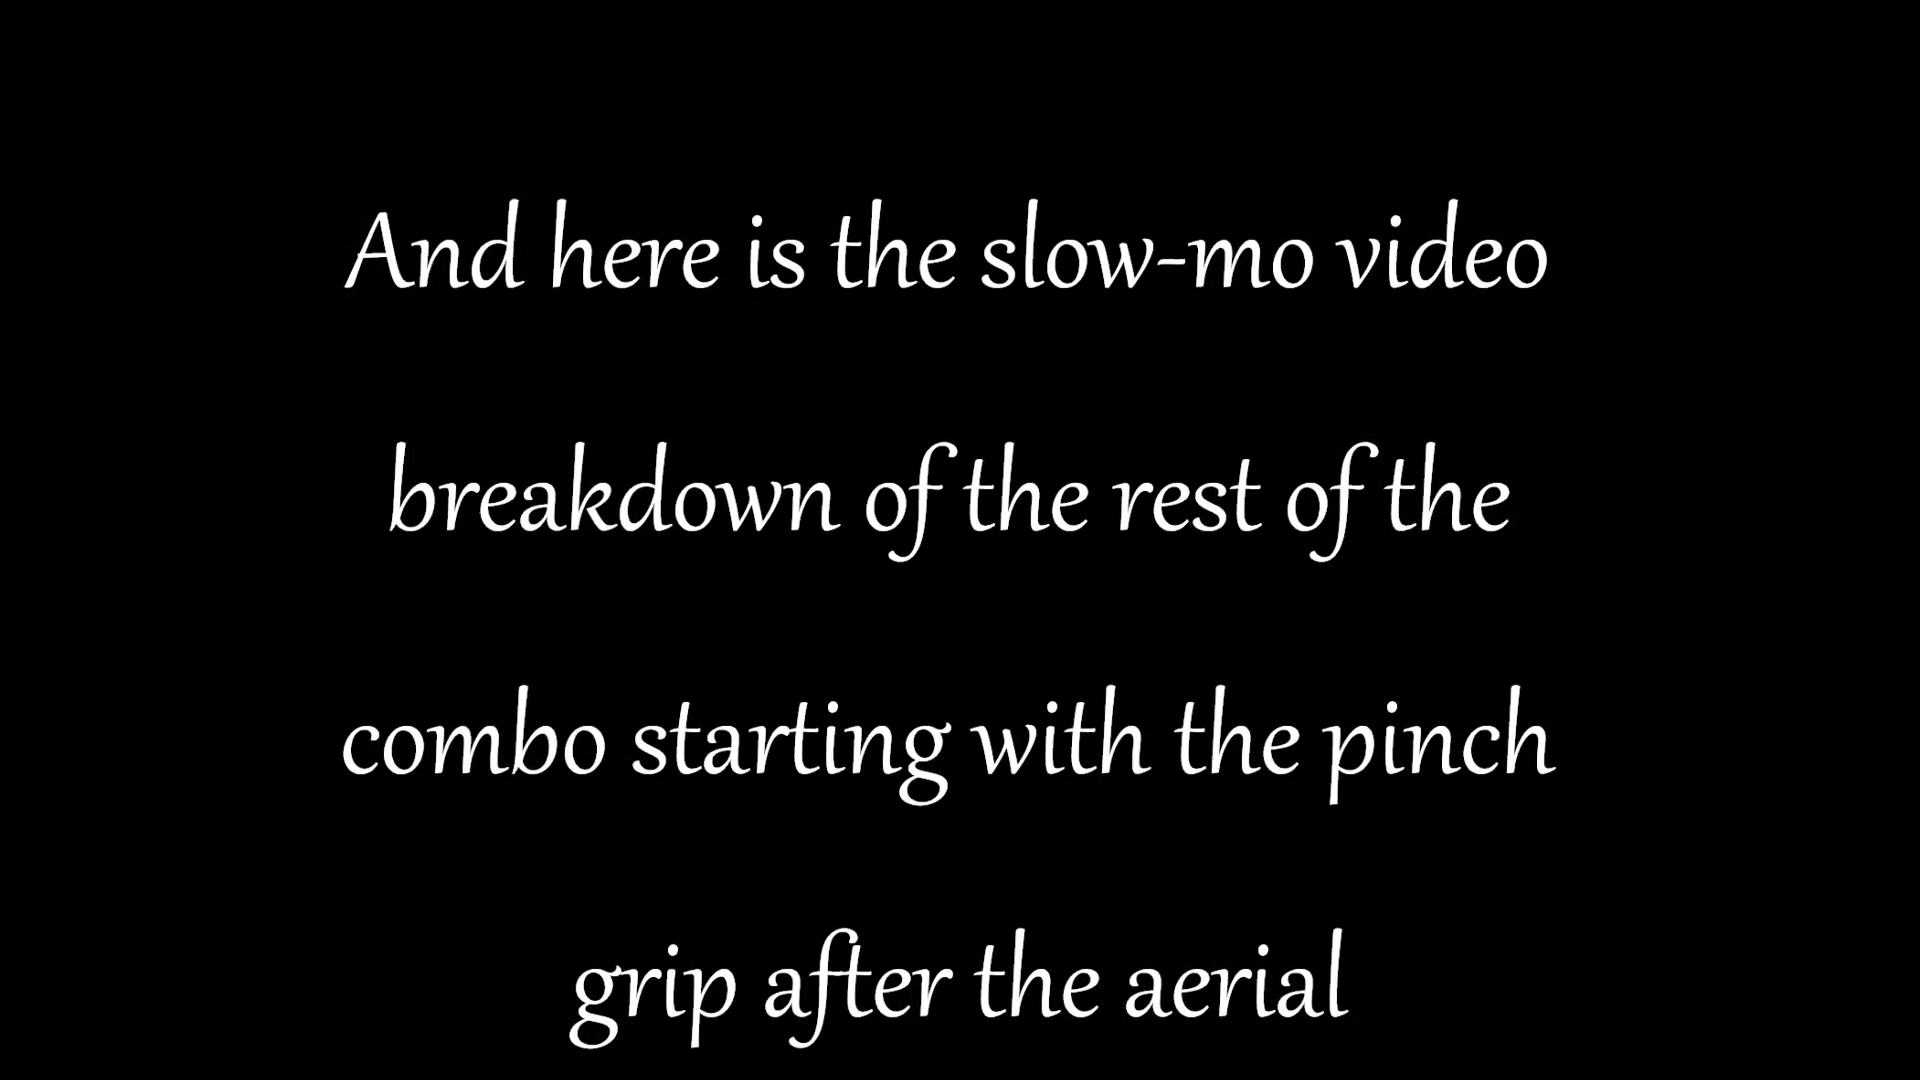 And here is the slow-mo video
breakdown of the rest of the
combo starting with the pinch
grip after the aerial